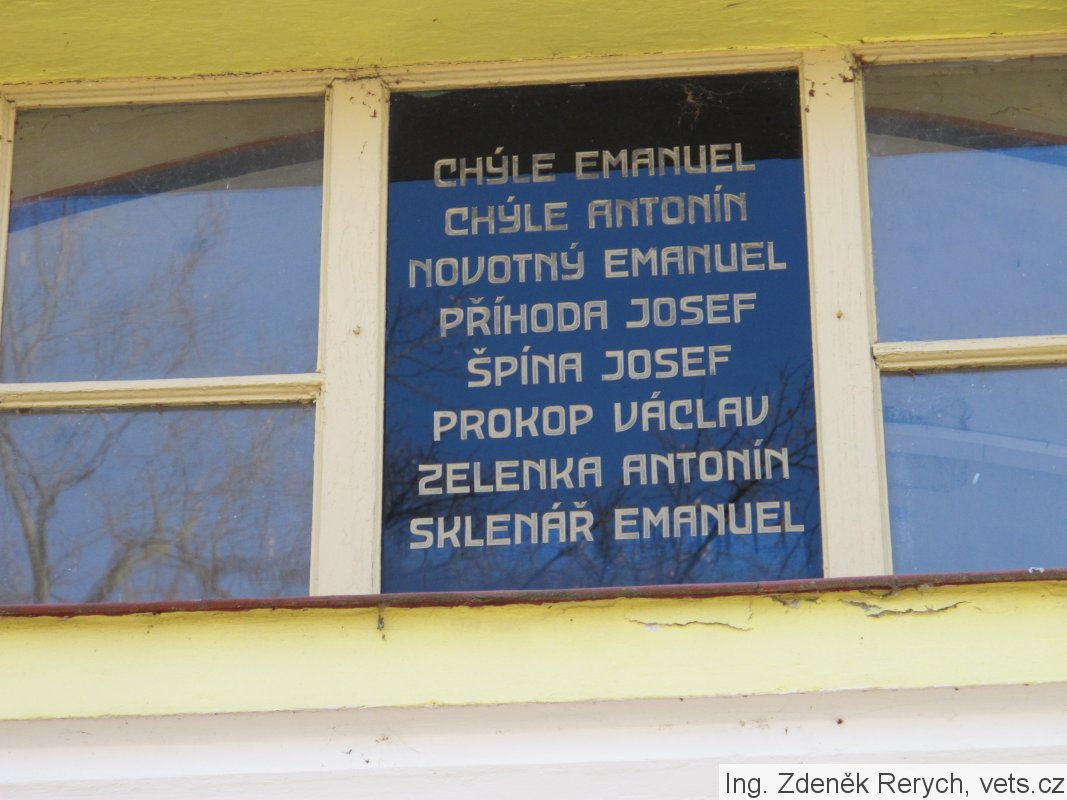 CHÝLE EMANUEL
CHÝLE ANTONÍN
NOVOTNÝ EMANUEL
PŘÍHODA JOSEF
ŠPÍNA JOSEF
PROKOP VÁCLAV
ZELENKA ANTONÍN
SKLENÁŘ EMANUEL
Ing. Zdeněk Rerych, vets.cz